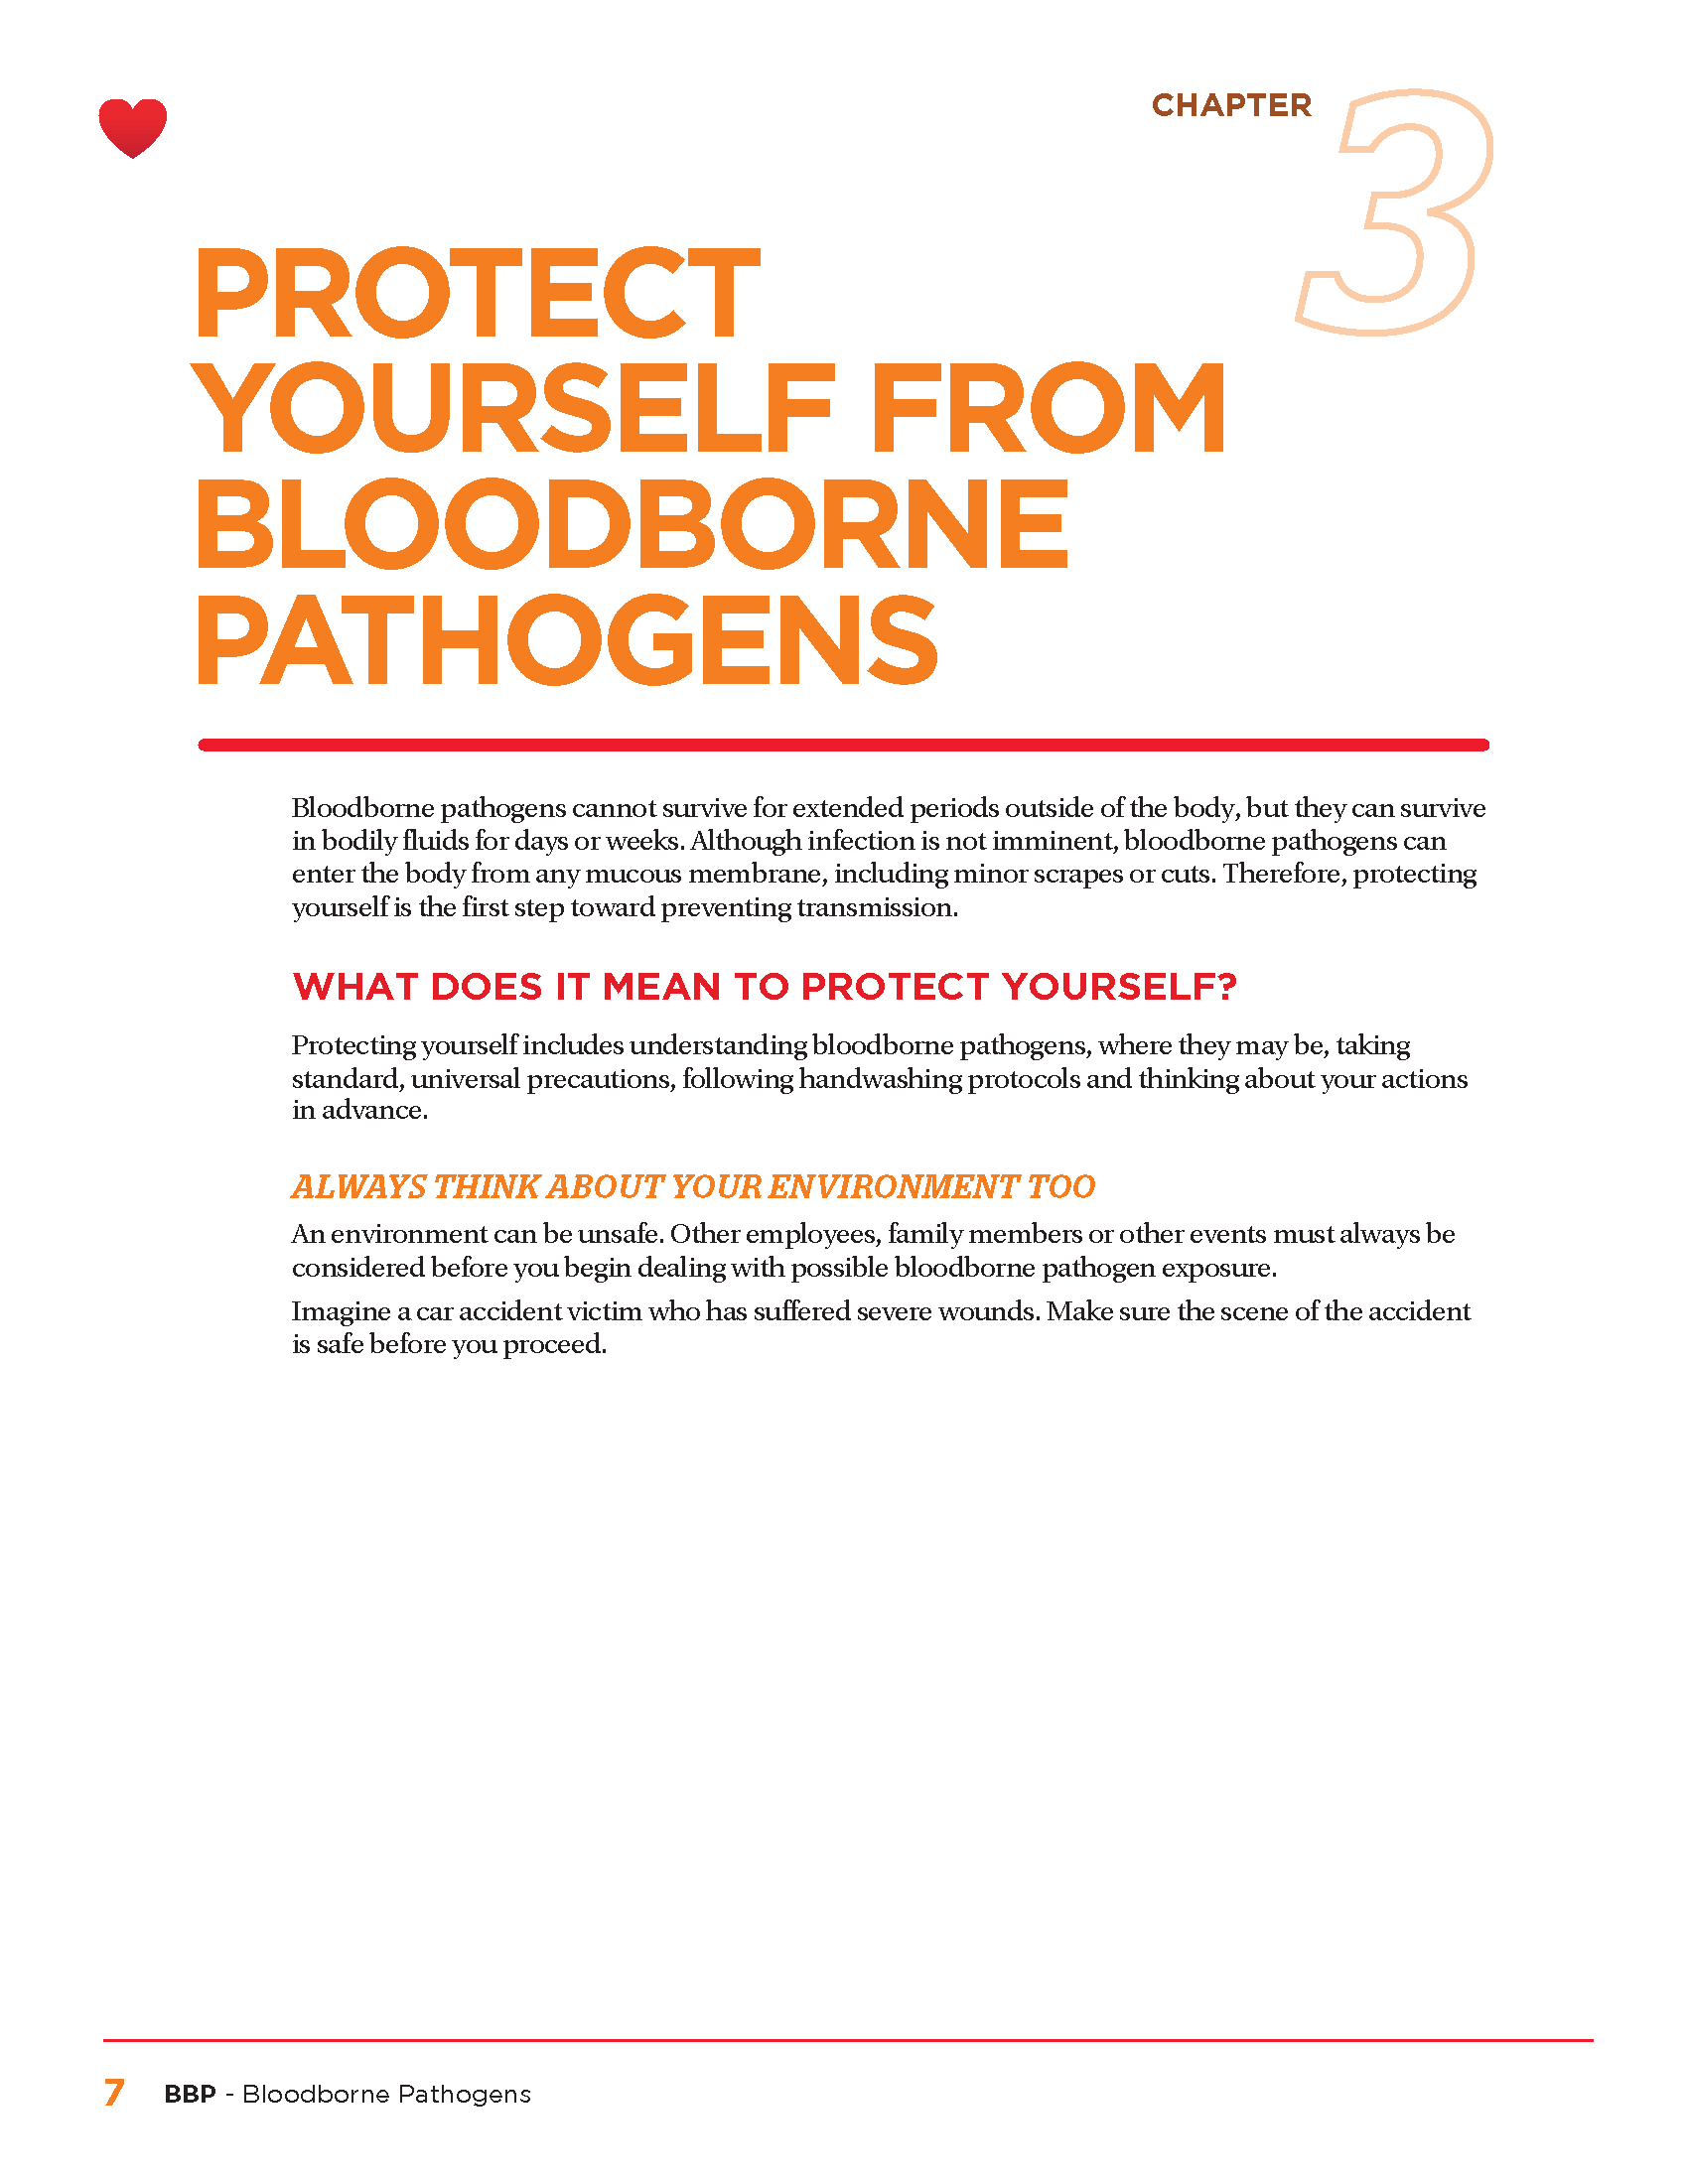 CHAPTER 3
PROTECT
YOURSELF FROM
BLOODBORNE
PATHOGENS
Bloodborne pathogens cannot survive for extended periods outside of the body, but they can survive
in bodily fluids for days or weeks. Although infection is not imminent, bloodborne pathogens can
enter the body from any mucous membrane, including minor scrapes or cuts. Therefore, protecting
yourself is the first step toward preventing transmission.
WHAT DOES IT MEAN TO PROTECT YOURSELF?
Protecting yourself includes understanding bloodborne pathogens, where they may be, taking
standard, universal precautions, following handwashing protocols and thinking about your actions
in advance.
ALWAYS THINK ABOUT YOUR ENVIRONMENT TOO
An environment can be unsafe. Other employees, family members or other events must always be
considered before you begin dealing with possible bloodborne pathogen exposure.
Imagine a car accident victim who has suffered severe wounds. Make sure the scene of the accident
is safe before you proceed.
7 BBP - Bloodborne Pathogens